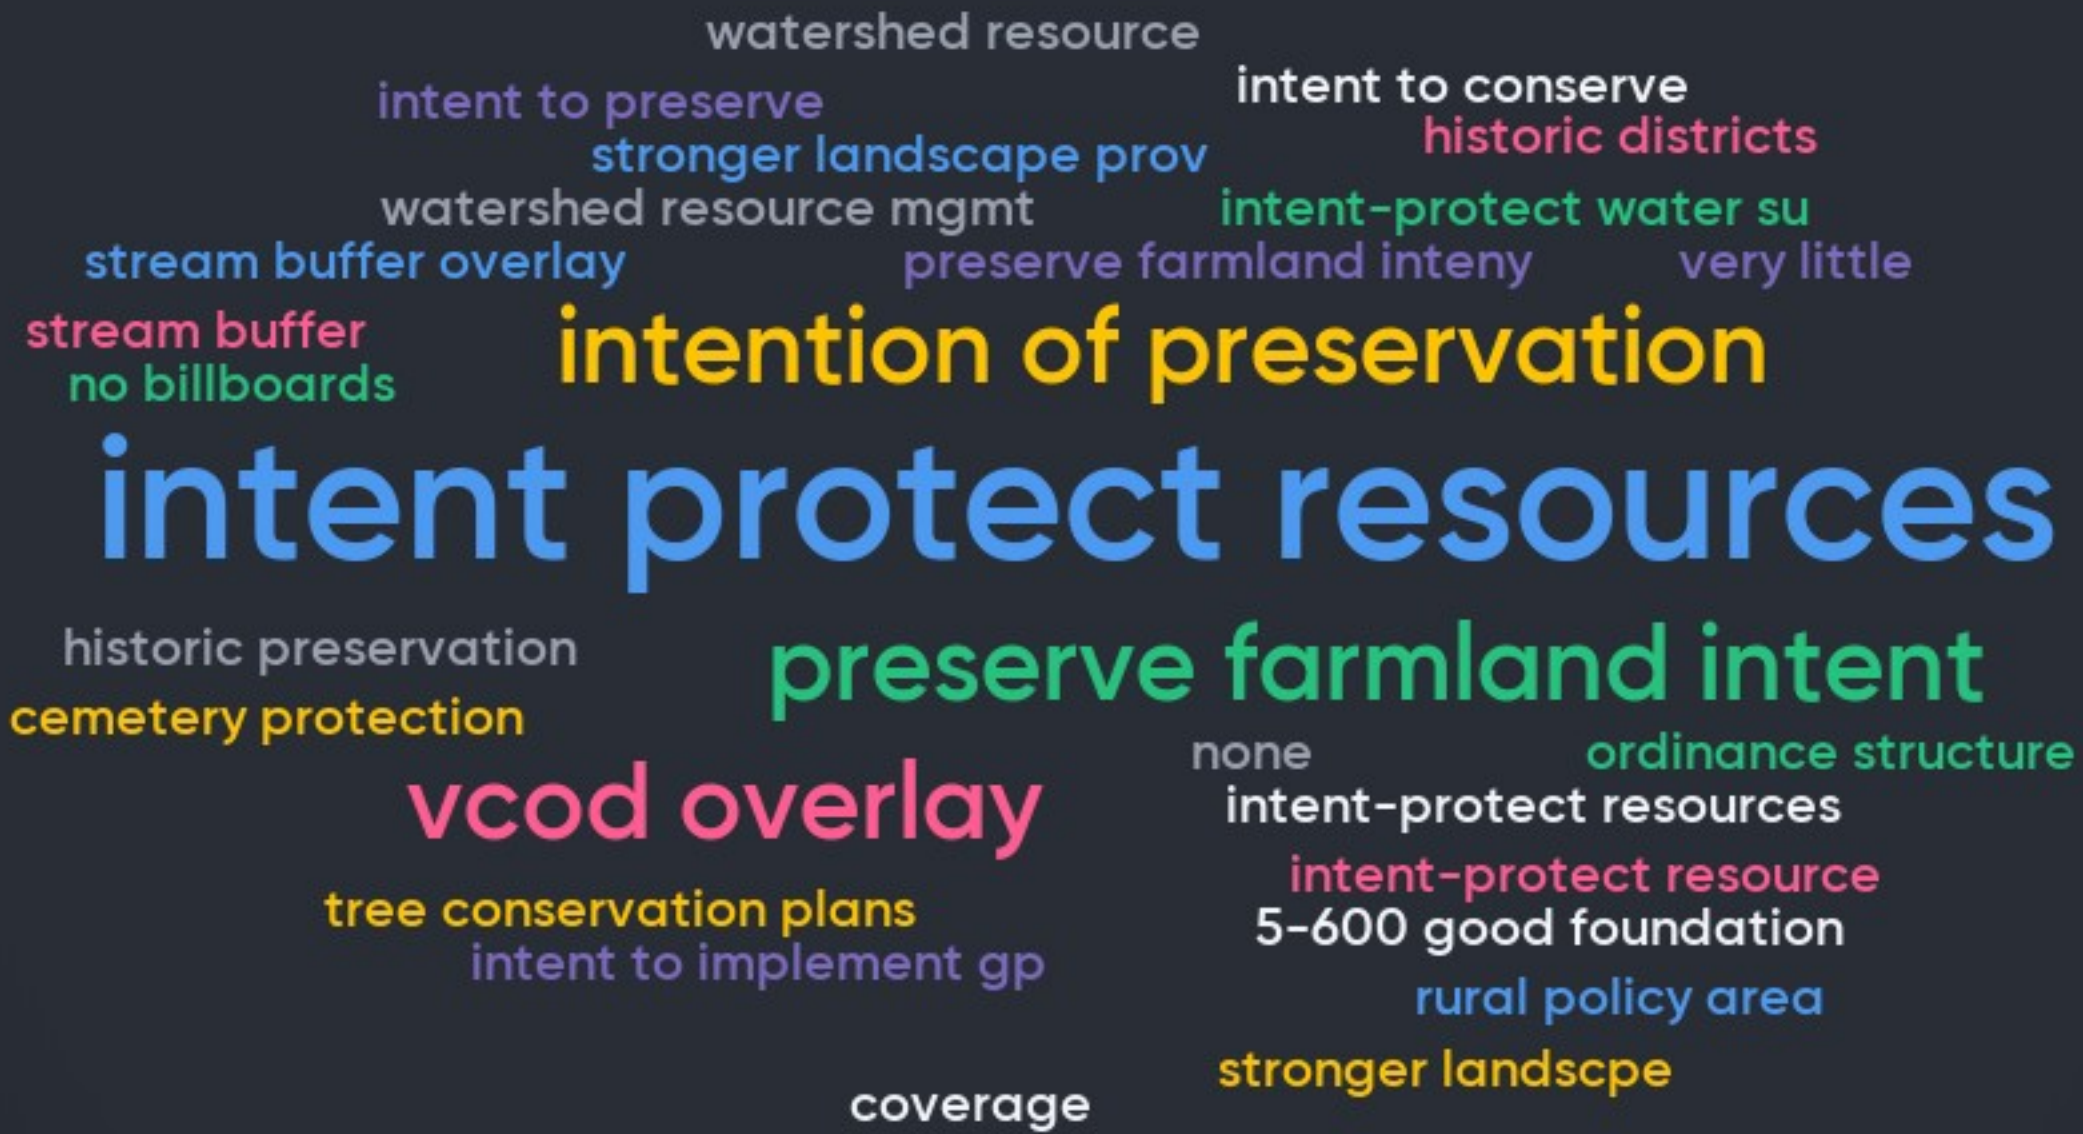 watershed resource
intent to conserve
intent to preserve
historic districts
stronger landscape prov
watershed resource mgmt
intent-protect water su
stream buffer overlay
preserve farmland inteny
very little
stream buffer
intention of preservation
no billboards
intent protect resources
historic preservation
preserve farmland intent
cemetery protection
none
ordinance structure
vcod overlay
intent-protect resources
intent-protect resource
tree conservation plans
5-600 good foundation
intent to implement gp
rural policy area
stronger landscpe
coverage